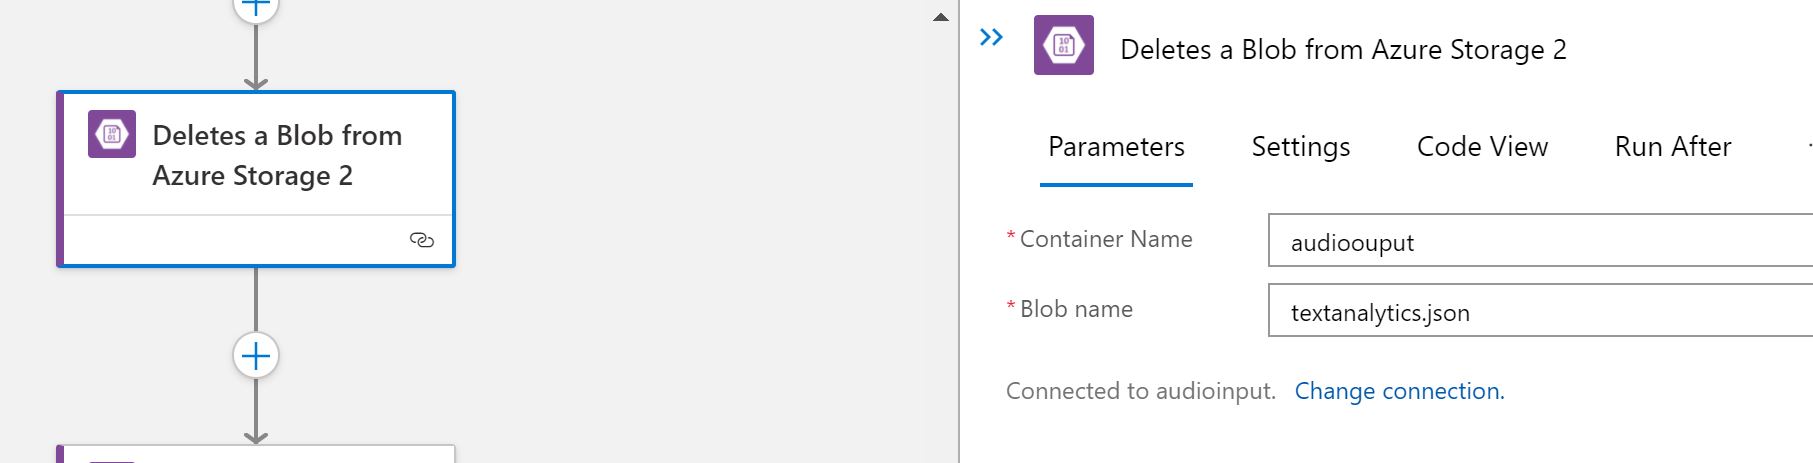 Deletes a Blob from
Azure Storage 2
Deletes a Blob from Azure Storage 2
Parameters Settings Code View Run After
* Container Name audioouput
* Blob name textanalytics.json
Connected to audioinput. Change connection.